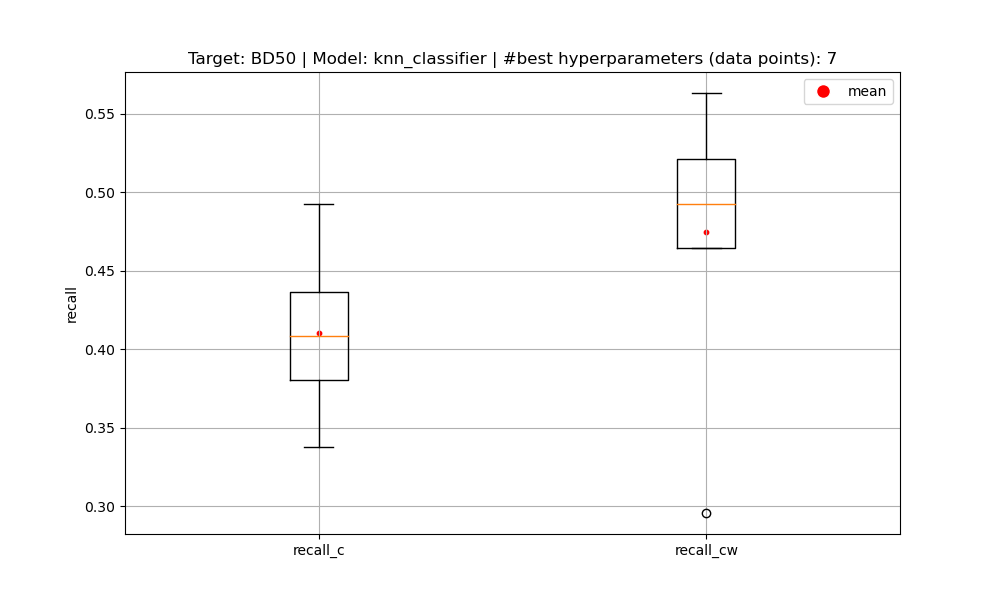 Target: BD50 | Model: knn_classifier | #best hyperparameters (data points): 7
mean
0.55
0.50
0.45
0.40
0.35
0.30
recall
recall_c
recall_cw